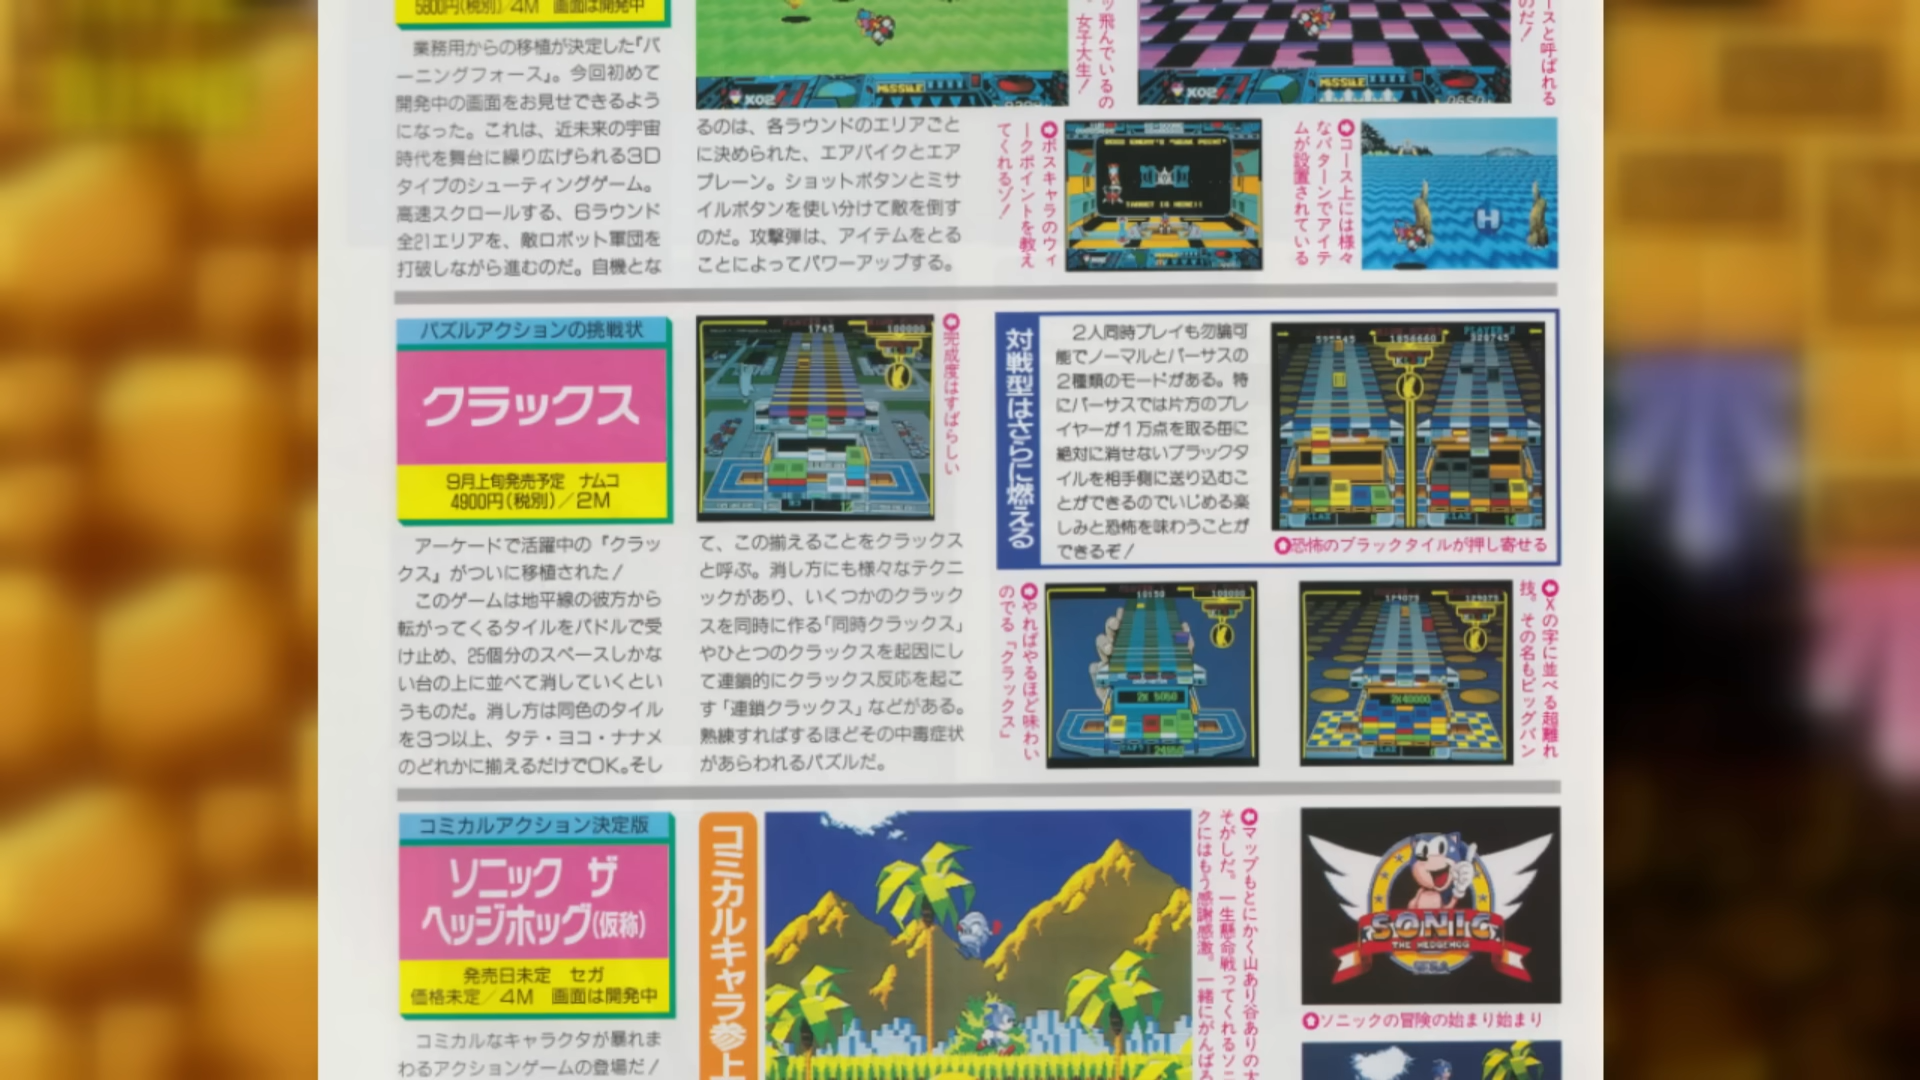 5800円(税別)／4M 画面は開発中
業務用からの移植が決定した『バ
ーニングフォース』。今回初めて
開発中の画面をお見せできるよう
になった。これは、近未来の宇宙
時代を舞台に繰り広げられる3D
タイプのシューティングゲーム。
高速スクロールする、6ラウンド
全21エリアを、敵ロボット軍団を
打破しながら進むのだ。自機とな
るのは、各ラウンドのエリアごと
に決められた、エアバイクとエア
プレーン。ショットボタンとミサ
イルボタンを使い分けて敵を倒す
のだ。攻撃弾は、アイテムをとる
ことによってパワーアップする。
ッ飛んでいるの
女子大生！
ースと呼ばれる
のだ！
X02
MISSILE
X02
MISSILE
ボスキャラのウィ
ークポイントを教え
てくれるゾ！
コース上には様々
なパターンでアイテ
ムが設置されている
H
パズルアクションの挑戦状
クラックス
9月上旬発売予定 ナムコ
4900円(税別)／2M
アーケードで活躍中の『クラッ
クス』がついに移植された！
このゲームは地平線の彼方から
転がってくるタイルをパドルで受
け止め、25個分のスペースしかな
い台の上に並べて消していくとい
うものだ。消し方は同色のタイル
を3つ以上、タテ・ヨコ・ナナメ
のどれかに揃えるだけでOK。そし
て、この揃えることをクラックス
と呼ぶ。消し方にも様々なテクニ
ックがあり、いくつかのクラック
スを同時に作る「同時クラックス」
やひとつのクラックスを起因にし
て連鎖的にクラックス反応を起こ
す「連鎖クラックス」などがある。
熟練すればするほどその中毒症状
があらわれるパズルだ。
1745
100000
完成度はすばらしい
対戦型はさらに燃える
2人同時プレイも勿論可
能でノーマルとバーサスの
2種類のモードがある。特
にバーサスでは片方のプレ
イヤーが1万点を取る毎に
絶対に消せないブラックタ
イルを相手側に送り込むこ
とができるのでいじめる楽
しみと恐怖を味わうことが
できるぞ！
恐怖のブラックタイルが押し寄せる
やればやるほど味わい
のでる『クラックス』
Xの字に並べる超離れ
技。その名もビッグバン
コミカルアクション決定版
ソニック ザ
ヘッジホッグ(仮称)
発売日未定 セガ
価格未定／4M 画面は開発中
コミカルなキャラクタが暴れま
わるアクションゲームの登場だ！
コミカルキャラ参上
マップもとにかく山あり谷ありの大
そがしだ。一生懸命戦ってくれるソニ
クにはもう感謝感激。一緒にがんばろ
SONIC
THE HEDGEHOG
ソニックの冒険の始まり始まり